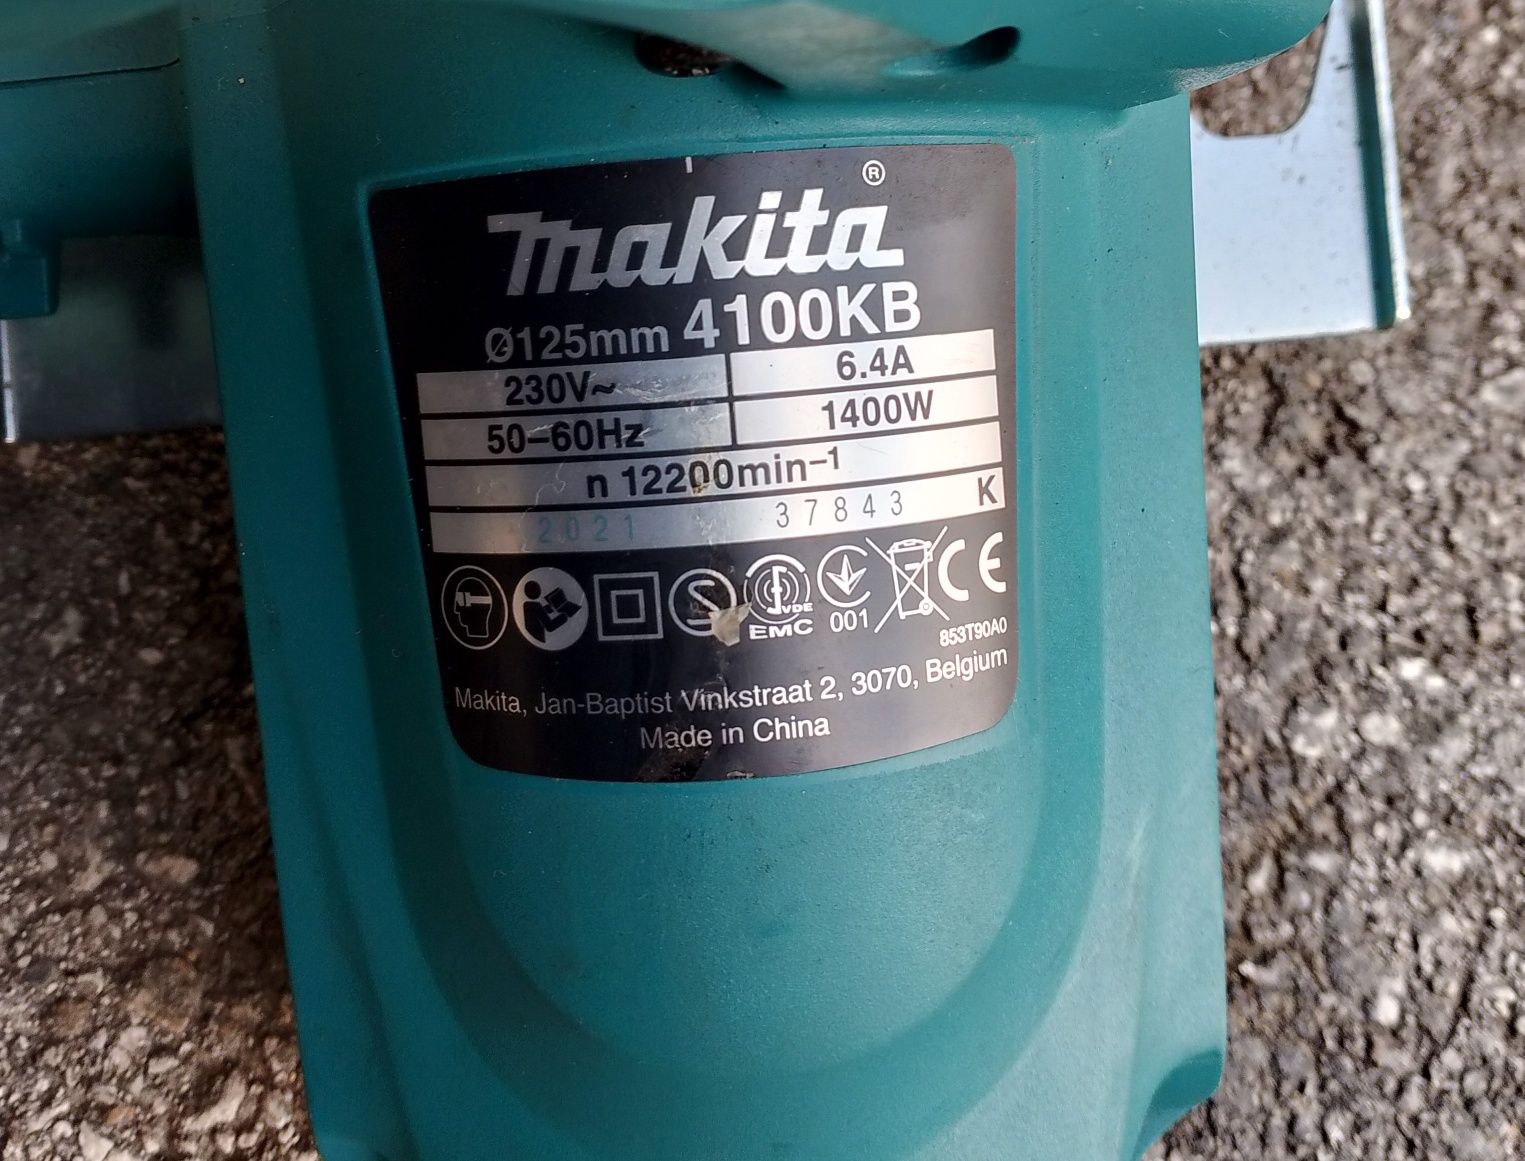 makita®
Ø125mm 4100KB
230V~ 6.4A
50–60Hz 1400W
n 12200min–1
2021 37843 K
S VDE EMC 001 CE
853T90A0
Makita, Jan-Baptist Vinkstraat 2, 3070, Belgium
Made in China